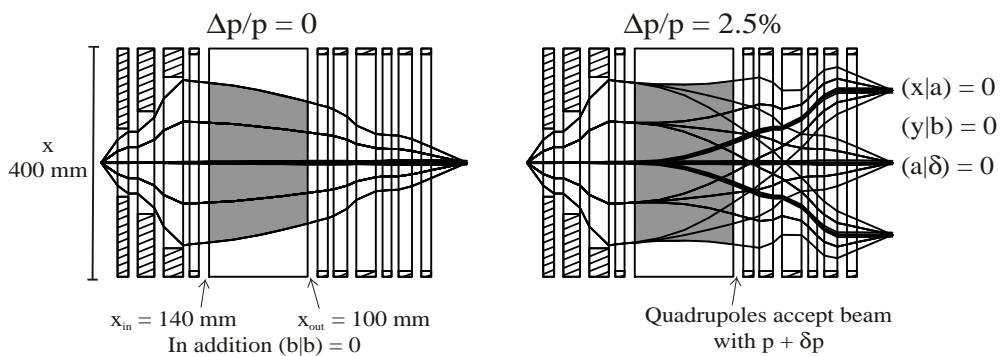 Δp/p = 0
Δp/p = 2.5%
x
400 mm
(x|a) = 0
(y|b) = 0
(a|δ) = 0
x_in = 140 mm
x_out = 100 mm
In addition (b|b) = 0
Quadrupoles accept beam
with p + δp